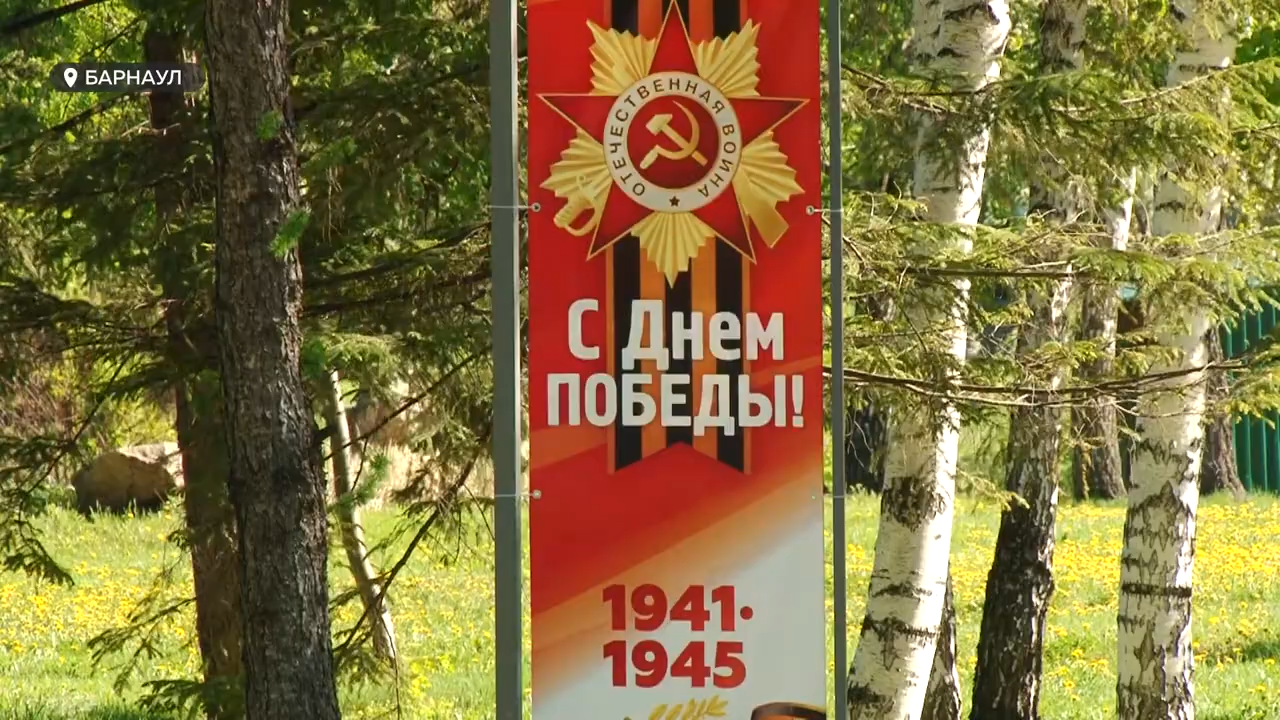 БАРНАУЛ
ОТЕЧЕСТВЕННАЯ ВОЙНА
С Днем
ПОБЕДЫ!
1941·
1945